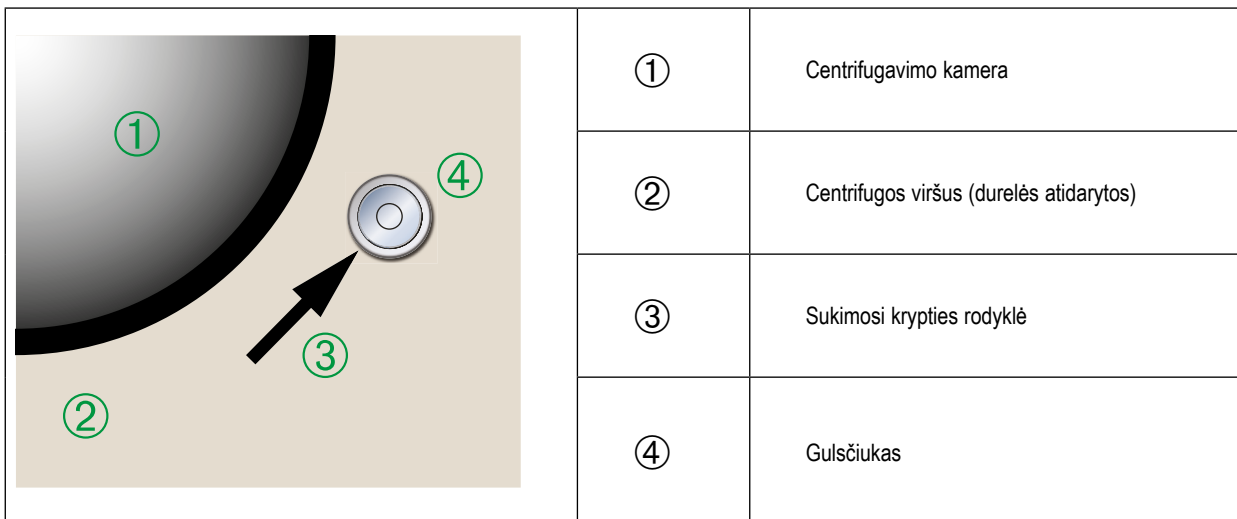 ①
④
③
②
① Centrifugavimo kamera
② Centrifugos viršus (durelės atidarytos)
③ Sukimosi krypties rodyklė
④ Gulsčiukas